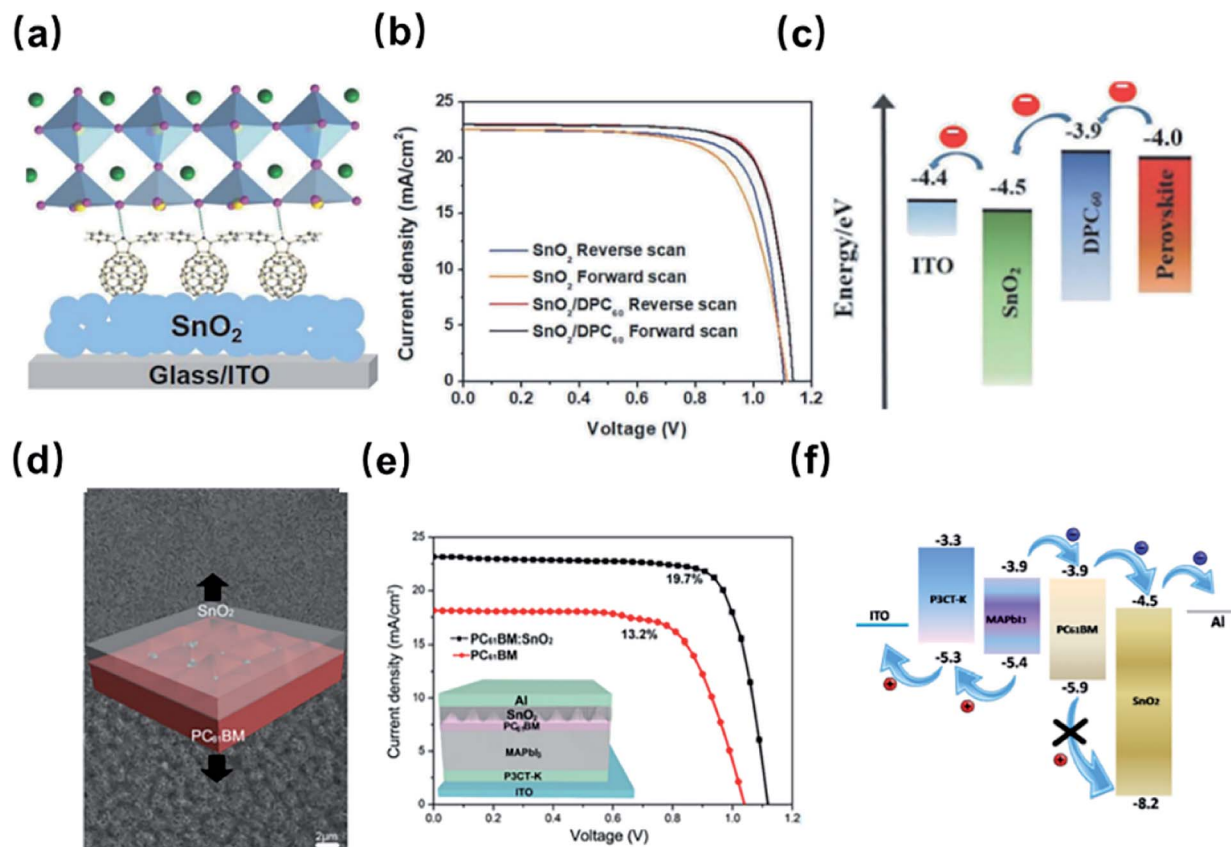 (a)
SnO₂
Glass/ITO
(b)
Current density (mA/cm²)
25
20
15
10
5
0
SnO₂ Reverse scan
SnO₂ Forward scan
SnO₂/DPC₆₀ Reverse scan
SnO₂/DPC₆₀ Forward scan
0.0 0.2 0.4 0.6 0.8 1.0 1.2
Voltage (V)
(c)
Energy/eV
-4.4
ITO
-4.5
SnO₂
-3.9
DPC₆₀
-4.0
Perovskite
(d)
SnO₂
PC₆₁BM
2μm
(e)
Current density (mA/cm²)
25
20
15
10
5
0
19.7%
13.2%
PC₆₁BM:SnO₂
PC₆₁BM
Al
SnO₂
PC₆₁BM
MAPbI₃
P3CT-K
ITO
0.0 0.2 0.4 0.6 0.8 1.0 1.2
Voltage (V)
(f)
ITO
-3.3
P3CT-K
-5.3
-3.9
MAPbI₃
-5.4
-3.9
PC₆₁BM
-5.9
-4.5
SnO₂
-8.2
Al